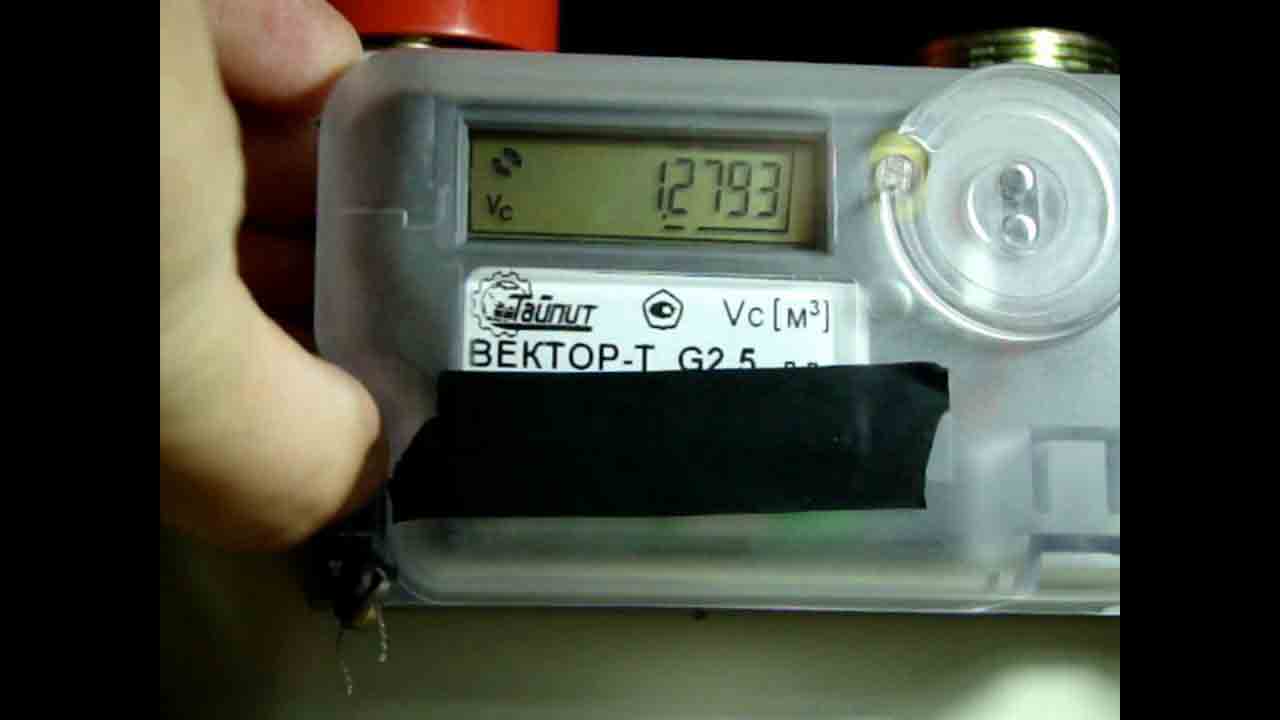 1.2793
Vc
Тайпит
Vc [м³]
ВЕКТОР-Т G2.5